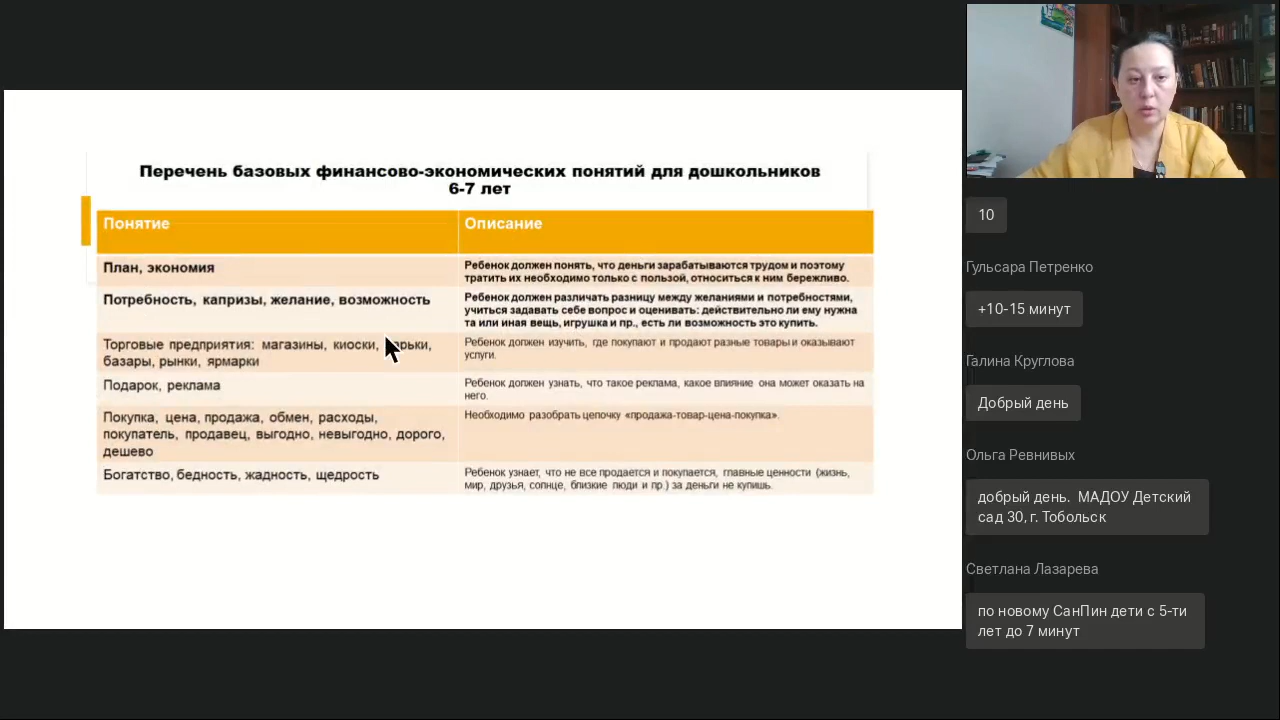 Перечень базовых финансово-экономических понятий для дошкольников
6-7 лет
Понятие
Описание
План, экономия
Ребенок должен понять, что деньги зарабатываются трудом и поэтому
тратить их необходимо только с пользой, относиться к ним бережливо.
Потребность, капризы, желание, возможность
Ребенок должен различать разницу между желаниями и потребностями,
учиться задавать себе вопрос и оценивать: действительно ли ему нужна
та или иная вещь, игрушка и пр., есть ли возможность это купить.
Торговые предприятия: магазины, киоски,
базары, рынки, ярмарки
Ребенок должен изучить, где покупают и продают разные товары и оказывают
услуги.
Подарок, реклама
Ребенок должен узнать, что такое реклама, какое влияние она может оказать на
него.
Покупка, цена, продажа, обмен, расходы,
покупатель, продавец, выгодно, невыгодно, дорого,
дешево
Необходимо разобрать цепочку «продажа-товар-цена-покупка».
Богатство, бедность, жадность, щедрость
Ребенок узнает, что не все продается и покупается, главные ценности (жизнь,
мир, друзья, солнце, близкие люди и пр.) за деньги не купишь.
10
Гульсара Петренко
+10-15 минут
Галина Круглова
Добрый день
Ольга Ревнивых
добрый день. МАДОУ Детский
сад 30, г. Тобольск
Светлана Лазарева
по новому СанПин дети с 5-ти
лет до 7 минут